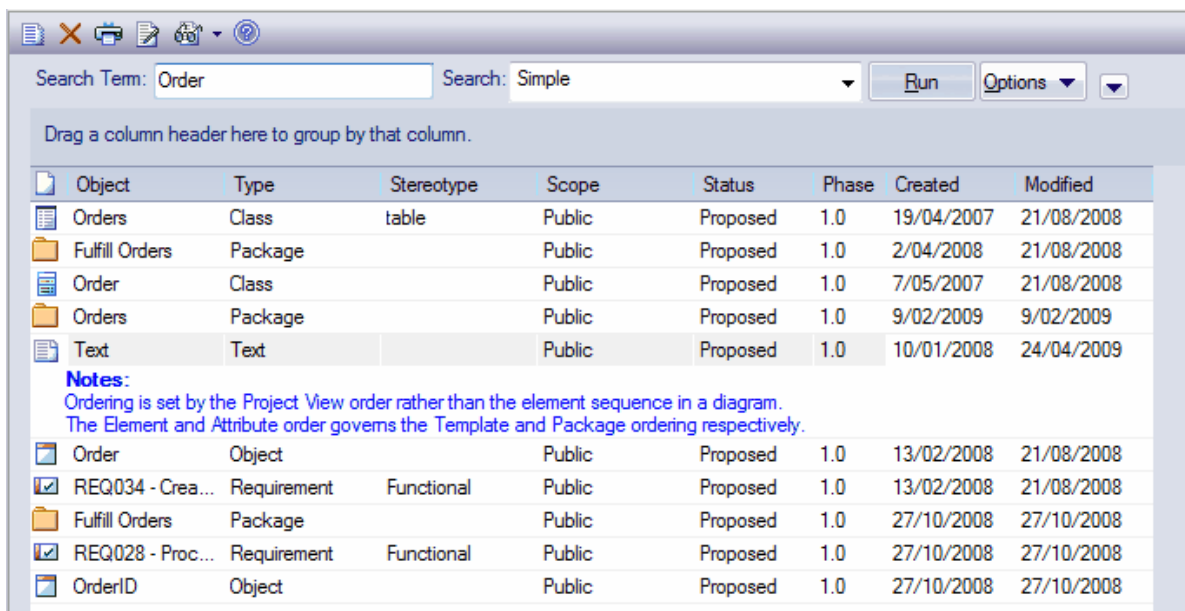 Search Term: Order Search: Simple Run Options
Drag a column header here to group by that column.
Object Type Stereotype Scope Status Phase Created Modified
Orders Class table Public Proposed 1.0 19/04/2007 21/08/2008
Fulfill Orders Package Public Proposed 1.0 2/04/2008 21/08/2008
Order Class Public Proposed 1.0 7/05/2007 21/08/2008
Orders Package Public Proposed 1.0 9/02/2009 9/02/2009
Text Text Public Proposed 1.0 10/01/2008 24/04/2009
Notes:
Ordering is set by the Project View order rather than the element sequence in a diagram.
The Element and Attribute order governs the Template and Package ordering respectively.
Order Object Public Proposed 1.0 13/02/2008 21/08/2008
REQ034 - Crea... Requirement Functional Public Proposed 1.0 13/02/2008 21/08/2008
Fulfill Orders Package Public Proposed 1.0 27/10/2008 27/10/2008
REQ028 - Proc... Requirement Functional Public Proposed 1.0 27/10/2008 27/10/2008
OrderID Object Public Proposed 1.0 27/10/2008 27/10/2008